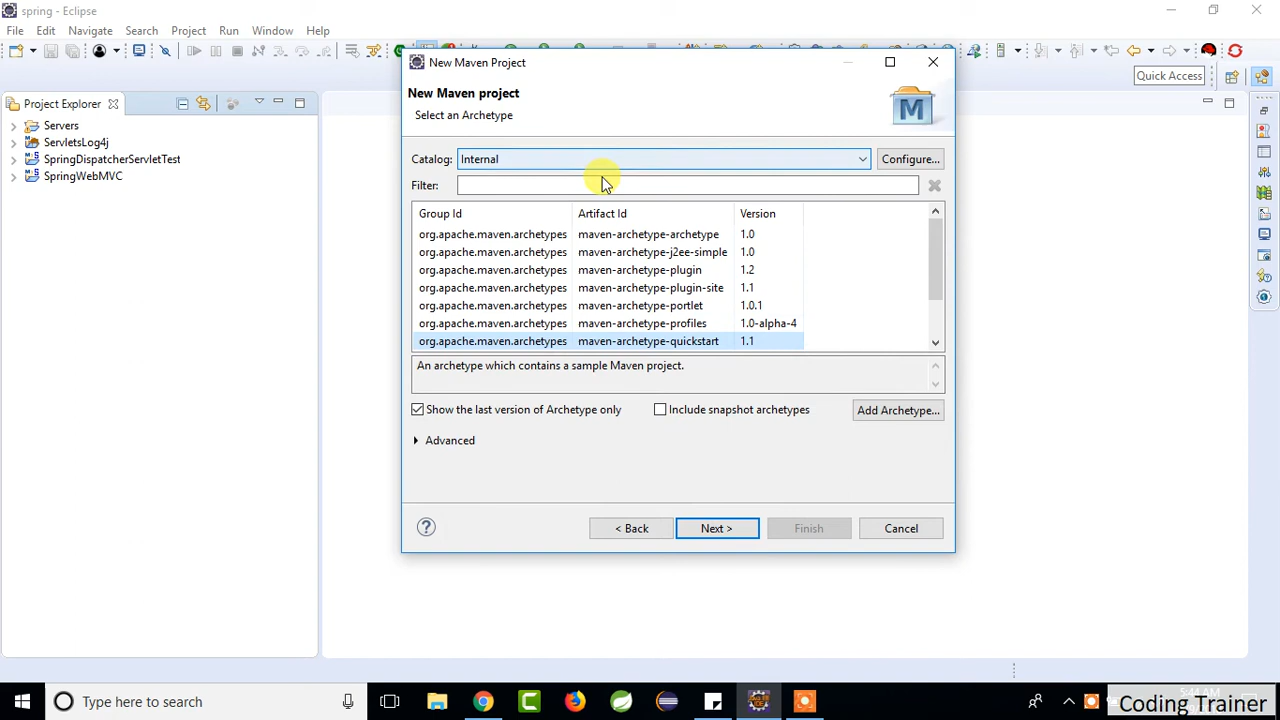 spring - Eclipse
File Edit Navigate Search Project Run Window Help
Quick Access
Project Explorer
Servers
ServletsLog4j
SpringDispatcherServletTest
SpringWebMVC
New Maven Project
New Maven project
Select an Archetype
M
Catalog: Internal Configure...
Filter:
Group Id Artifact Id Version
org.apache.maven.archetypes maven-archetype-archetype 1.0
org.apache.maven.archetypes maven-archetype-j2ee-simple 1.0
org.apache.maven.archetypes maven-archetype-plugin 1.2
org.apache.maven.archetypes maven-archetype-plugin-site 1.1
org.apache.maven.archetypes maven-archetype-portlet 1.0.1
org.apache.maven.archetypes maven-archetype-profiles 1.0-alpha-4
org.apache.maven.archetypes maven-archetype-quickstart 1.1
An archetype which contains a sample Maven project.
Show the last version of Archetype only Include snapshot archetypes Add Archetype...
Advanced
? < Back Next > Finish Cancel
Type here to search
Coding Trainer